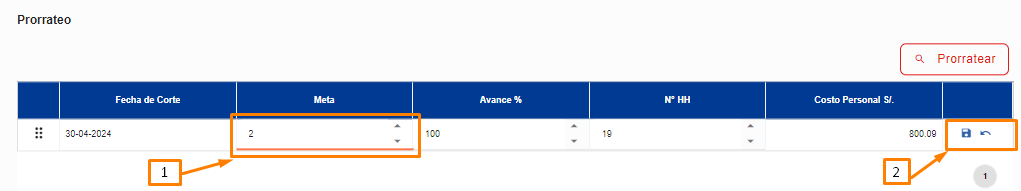 Prorrateo
Prorratear
Fecha de Corte Meta Avance % N° HH Costo Personal S/.
30-04-2024 2 100 19 800.09
1 2
1